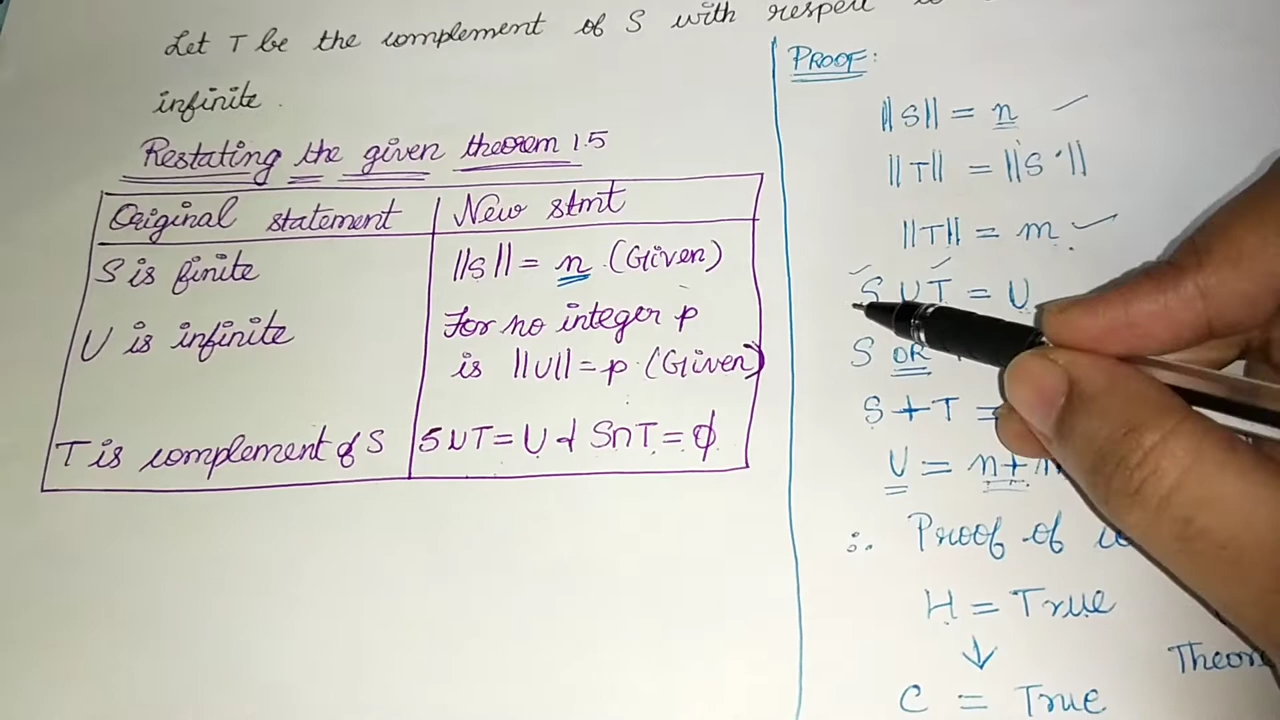 Let T be the complement of S with respect
infinite.
Restating the given theorem 1.5
Original statement New stmt
S is finite ||S|| = n (Given)
U is infinite For no integer p
is ||U|| = p (Given)
T is complement of S SUT = U & S∩T = ϕ
PROOF:
||S|| = n ✓
||T|| = ||S'||
||T|| = m ✓
S U T = U
S OR
S + T =
U = n +
∴ Proof of
H = True
↓
C = True